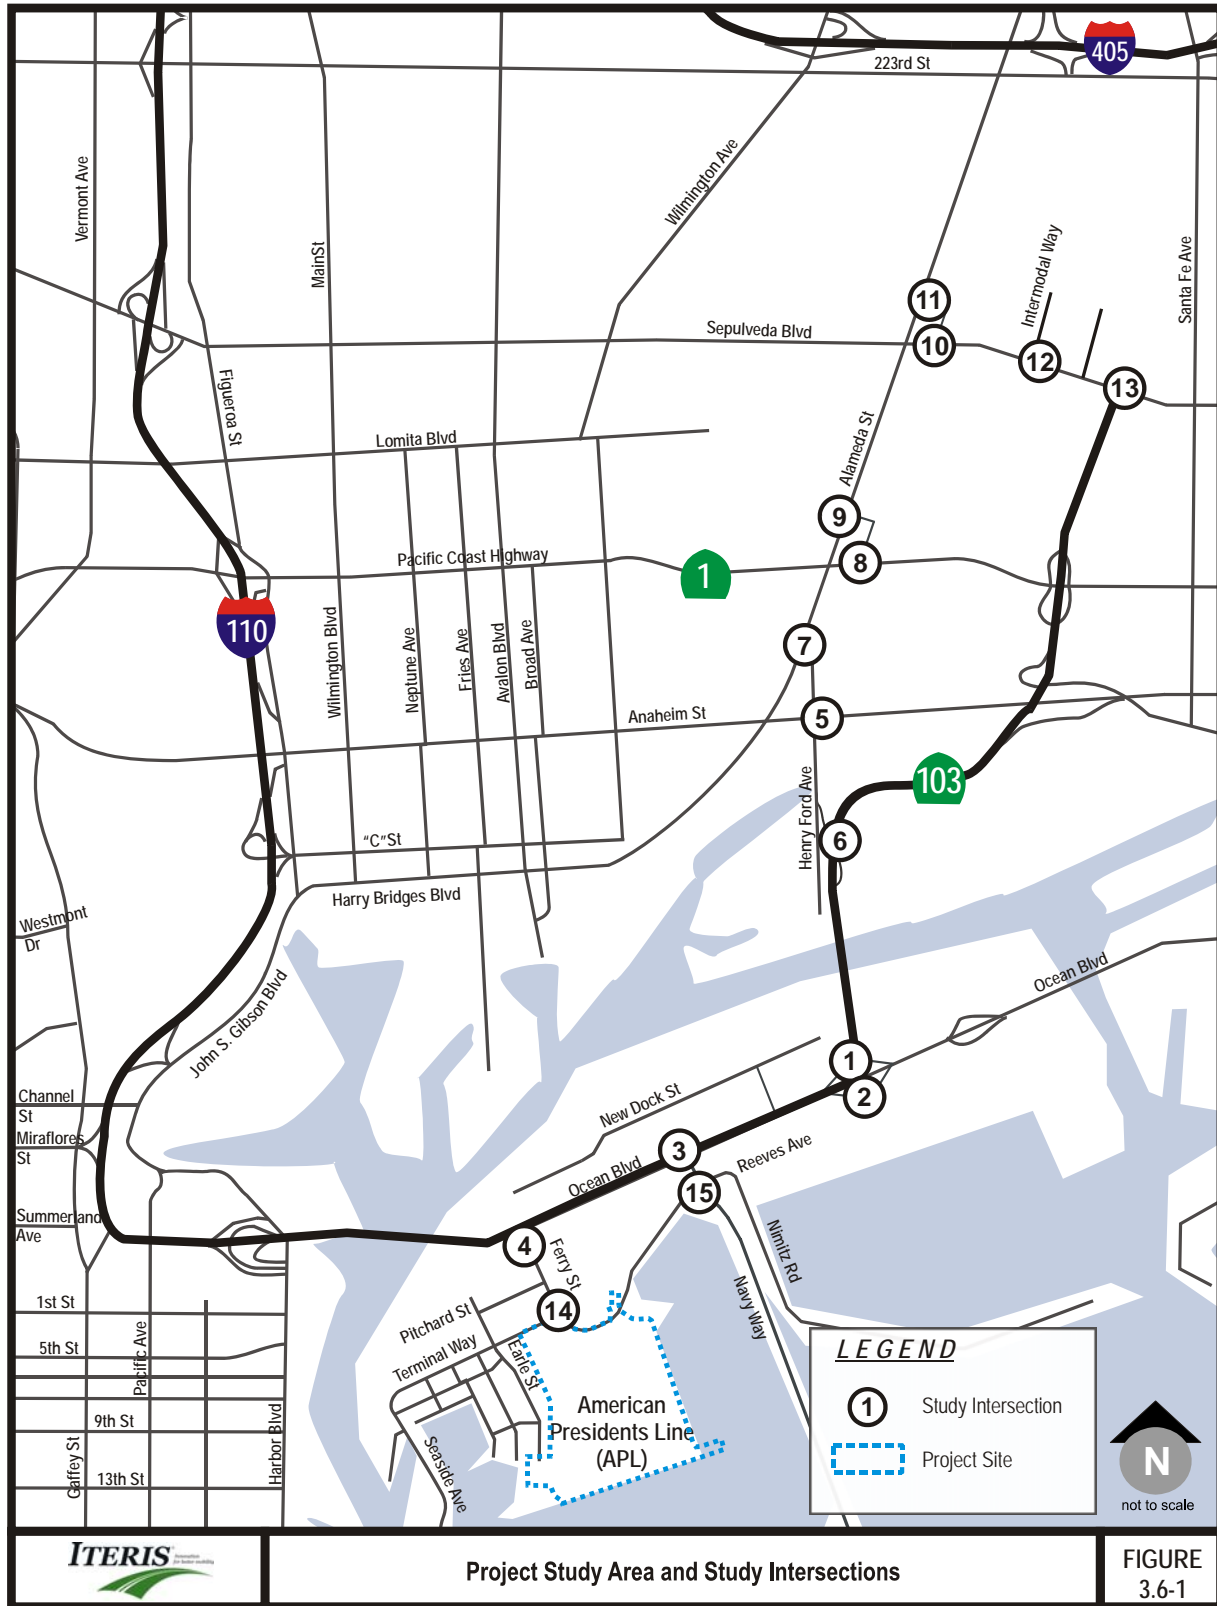 405
223rd St
Vermont Ave
MainSt
Wilmington Ave
Intermodal Way
Santa Fe Ave
11
Sepulveda Blvd
10
12
13
Figueroa St
Lomita Blvd
Alameda St
9
Pacific Coast Highway
8
1
110
Wilmington Blvd
Neptune Ave
Fries Ave
Avalon Blvd
Broad Ave
7
Anaheim St
5
103
Henry Ford Ave
6
"C"St
Harry Bridges Blvd
Westmont
Dr
Ocean Blvd
John S. Gibson Blvd
1
Channel
St
2
New Dock St
Miraflores
St
3
Reeves Ave
Ocean Blvd
15
Summerland
Ave
4
Ferry St
Nimitz Rd
Navy Way
1st St
14
Pitchard St
5th St
Pacific Ave
Terminal Way
Earle St
9th St
Harbor Blvd
Gaffey St
13th St
Seaside Ave
American
Presidents Line
(APL)
LEGEND
1
Study Intersection
Project Site
N
not to scale
ITERIS
Innovation
for better mobility
Project Study Area and Study Intersections
FIGURE
3.6-1